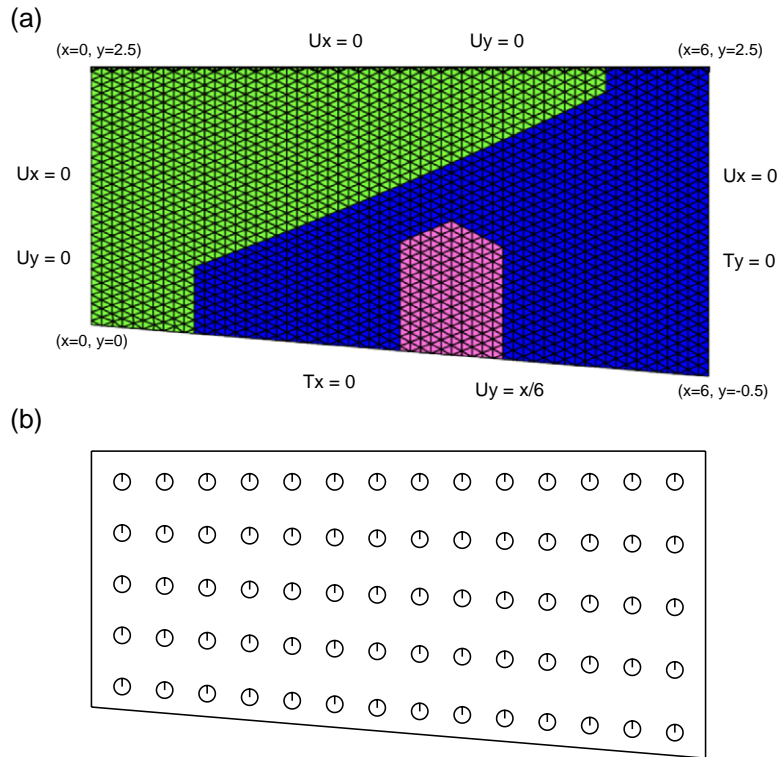 (a)
(x=0, y=2.5)
Ux = 0
Uy = 0
(x=6, y=2.5)
Ux = 0
Ux = 0
Uy = 0
Ty = 0
(x=0, y=0)
Tx = 0
Uy = x/6
(x=6, y=-0.5)
(b)